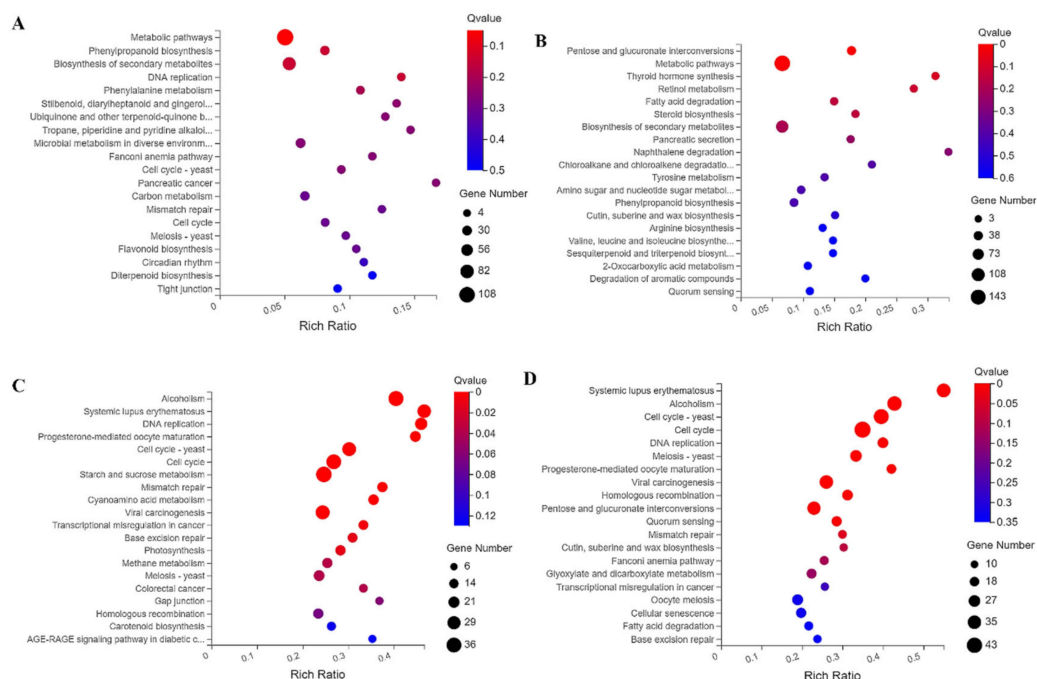 A
Metabolic pathways
Phenylpropanoid biosynthesis
Biosynthesis of secondary metabolites
DNA replication
Phenylalanine metabolism
Stilbenoid, diarylheptanoid and gingerol...
Ubiquinone and other terpenoid-quinone b...
Tropane, piperidine and pyridine alkaloi...
Microbial metabolism in diverse environm...
Fanconi anemia pathway
Cell cycle - yeast
Pancreatic cancer
Carbon metabolism
Mismatch repair
Cell cycle
Meiosis - yeast
Flavonoid biosynthesis
Circadian rhythm
Diterpenoid biosynthesis
Tight junction
0 0.05 0.1 0.15
Rich Ratio
Qvalue
0.1
0.2
0.3
0.4
0.5
Gene Number
4
30
56
82
108
B
Pentose and glucuronate interconversions
Metabolic pathways
Thyroid hormone synthesis
Retinol metabolism
Fatty acid degradation
Steroid biosynthesis
Biosynthesis of secondary metabolites
Pancreatic secretion
Naphthalene degradation
Chloroalkane and chloroalkene degradatio...
Tyrosine metabolism
Amino sugar and nucleotide sugar metabol...
Phenylpropanoid biosynthesis
Cutin, suberine and wax biosynthesis
Arginine biosynthesis
Valine, leucine and isoleucine biosynthe...
Sesquiterpenoid and triterpenoid biosynt...
2-Oxocarboxylic acid metabolism
Degradation of aromatic compounds
Quorum sensing
0 0.05 0.1 0.15 0.2 0.25 0.3
Rich Ratio
Qvalue
0
0.1
0.2
0.3
0.4
0.5
0.6
Gene Number
3
38
73
108
143
C
Alcoholism
Systemic lupus erythematosus
DNA replication
Progesterone-mediated oocyte maturation
Cell cycle - yeast
Cell cycle
Starch and sucrose metabolism
Mismatch repair
Cyanoamino acid metabolism
Viral carcinogenesis
Transcriptional misregulation in cancer
Base excision repair
Photosynthesis
Methane metabolism
Meiosis - yeast
Colorectal cancer
Gap junction
Homologous recombination
Carotenoid biosynthesis
AGE-RAGE signaling pathway in diabetic c...
0 0.1 0.2 0.3 0.4
Rich Ratio
Qvalue
0
0.02
0.04
0.06
0.08
0.1
0.12
Gene Number
6
14
21
29
36
D
Systemic lupus erythematosus
Alcoholism
Cell cycle - yeast
Cell cycle
DNA replication
Meiosis - yeast
Progesterone-mediated oocyte maturation
Viral carcinogenesis
Homologous recombination
Pentose and glucuronate interconversions
Quorum sensing
Mismatch repair
Cutin, suberine and wax biosynthesis
Fanconi anemia pathway
Glyoxylate and dicarboxylate metabolism
Transcriptional misregulation in cancer
Oocyte meiosis
Cellular senescence
Fatty acid degradation
Base excision repair
0 0.1 0.2 0.3 0.4 0.5
Rich Ratio
Qvalue
0
0.05
0.1
0.15
0.2
0.25
0.3
0.35
Gene Number
10
18
27
35
43